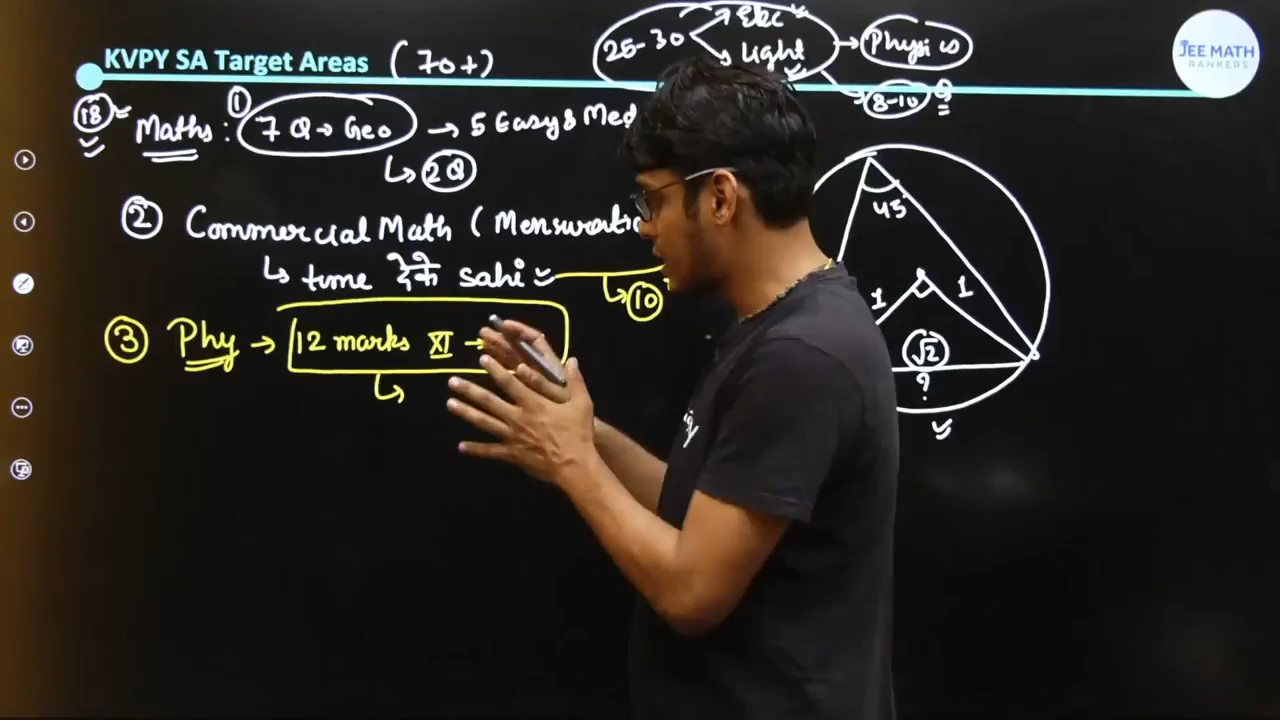 KVPY SA Target Areas (70+)
25-30 Elec
Light
Physics
8-10 Q
JEE MATH
RANKERS
18
Maths: ① 7 Q → Geo → 5 Easy & Med
↳ 2Q
② Commercial Math (Mensuratio
↳ time देके sahi
↳ 10
③ Phy → 12 marks XI →
↳
45
1
1
√2
?